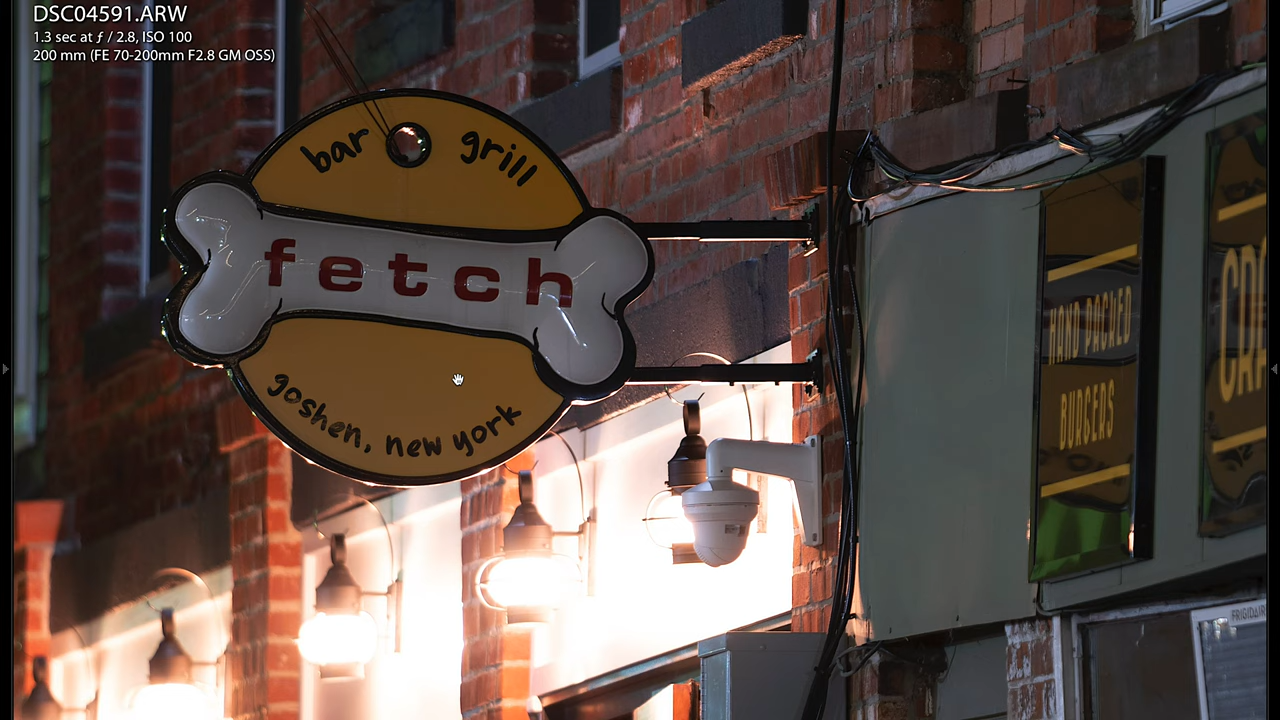 DSC04591.ARW
1.3 sec at ƒ / 2.8, ISO 100
200 mm (FE 70-200mm F2.8 GM OSS)
bar grill
fetch
goshen, new york
HAND PACKED
BURGERS
FRIGIDAIRE